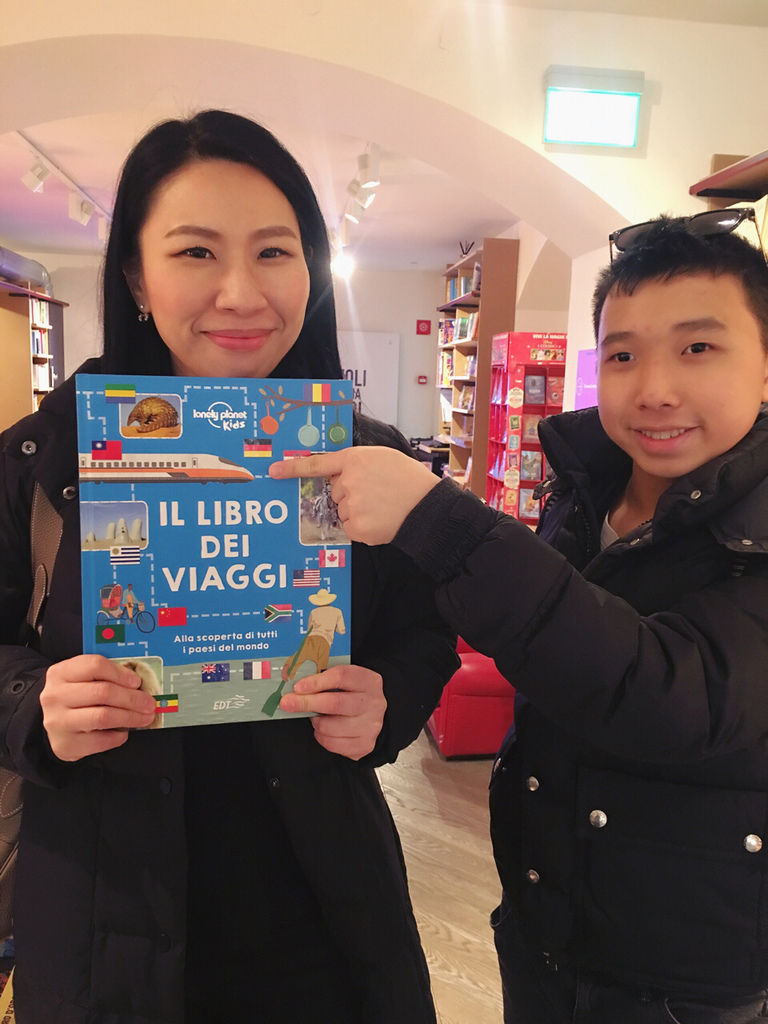 lonely planet
Kids
IL LIBRO
DEI
VIAGGI
Alla scoperta di tutti
i paesi del mondo
EDT